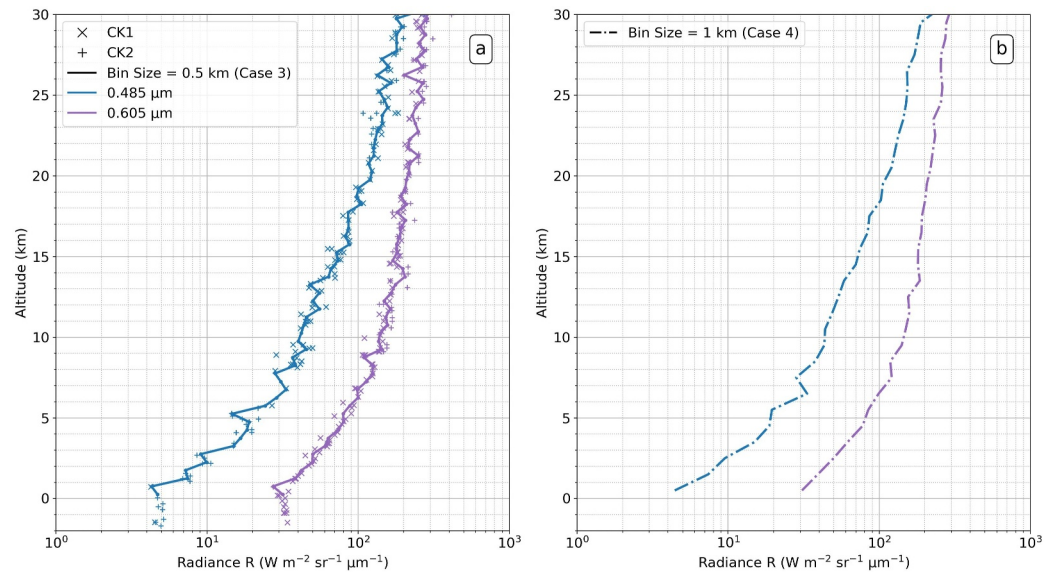 CK1
CK2
Bin Size = 0.5 km (Case 3)
0.485 μm
0.605 μm
a
30
25
20
15
10
5
0
Altitude (km)
10⁰
10¹
10²
10³
Radiance R (W m⁻² sr⁻¹ μm⁻¹)
Bin Size = 1 km (Case 4)
b
30
25
20
15
10
5
0
Altitude (km)
10⁰
10¹
10²
10³
Radiance R (W m⁻² sr⁻¹ μm⁻¹)